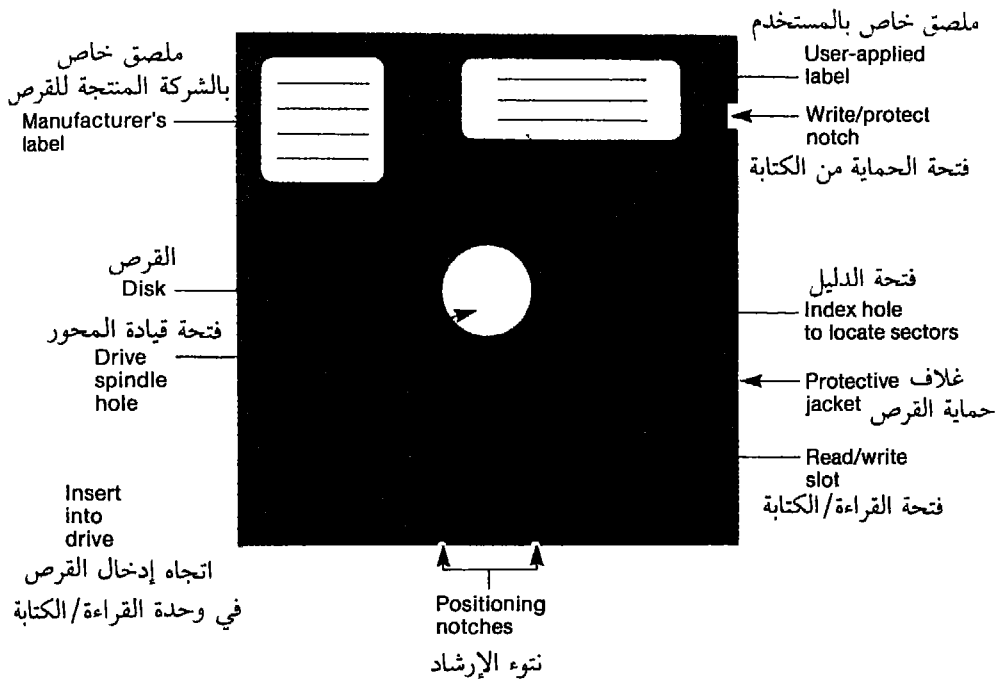 ملصق خاص
بالشركة المنتجة للقرص
Manufacturer's
label
القرص
Disk
فتحة قيادة المحور
Drive
spindle
hole
Insert
into
drive
اتجاه إدخال القرص
في وحدة القراءة/الكتابة
ملصق خاص بالمستخدم
User-applied
label
Write/protect
notch
فتحة الحماية من الكتابة
فتحة الدليل
Index hole
to locate sectors
Protective غلاف
jacket حماية القرص
Read/write
slot
فتحة القراءة/الكتابة
Positioning
notches
نتوء الإرشاد